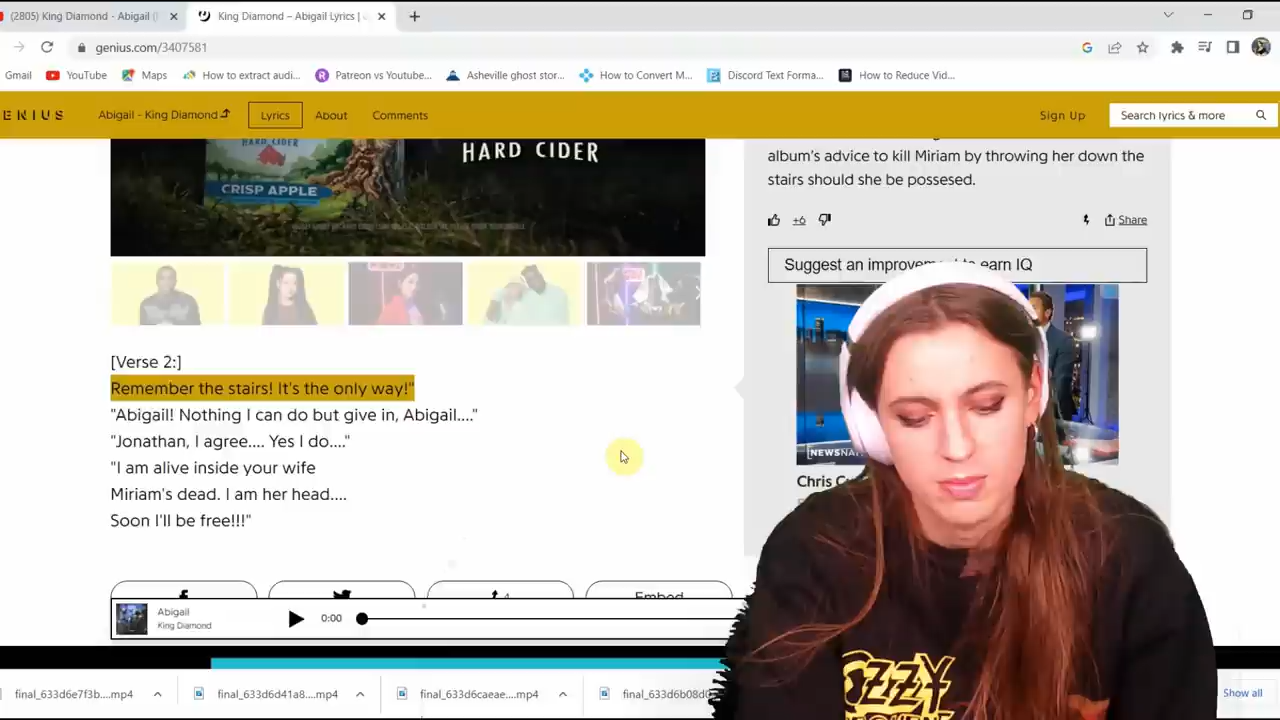 (2805) King Diamond - Abigail (
King Diamond – Abigail Lyrics |
genius.com/3407581
Gmail
YouTube
Maps
How to extract audi...
Patreon vs Youtube...
Asheville ghost stor...
How to Convert M...
Discord Text Forma...
How to Reduce Vid...
ENIUS
Abigail - King Diamond
Lyrics
About
Comments
Sign Up
Search lyrics & more
HARD CIDER
CRISP APPLE
album's advice to kill Miriam by throwing her down the
stairs should she be possesed.
+6
Share
Suggest an improvement to earn IQ
[Verse 2:]
Remember the stairs! It's the only way!"
"Abigail! Nothing I can do but give in, Abigail...."
"Jonathan, I agree.... Yes I do...."
"I am alive inside your wife
Miriam's dead. I am her head....
Soon I'll be free!!!"
[NEWSNA
Chris C
4
Embed
Abigail
King Diamond
0:00
final_633d6e7f3b....mp4
final_633d6d41a8....mp4
final_633d6caeae....mp4
final_633d6b08d
Show all
OZZY